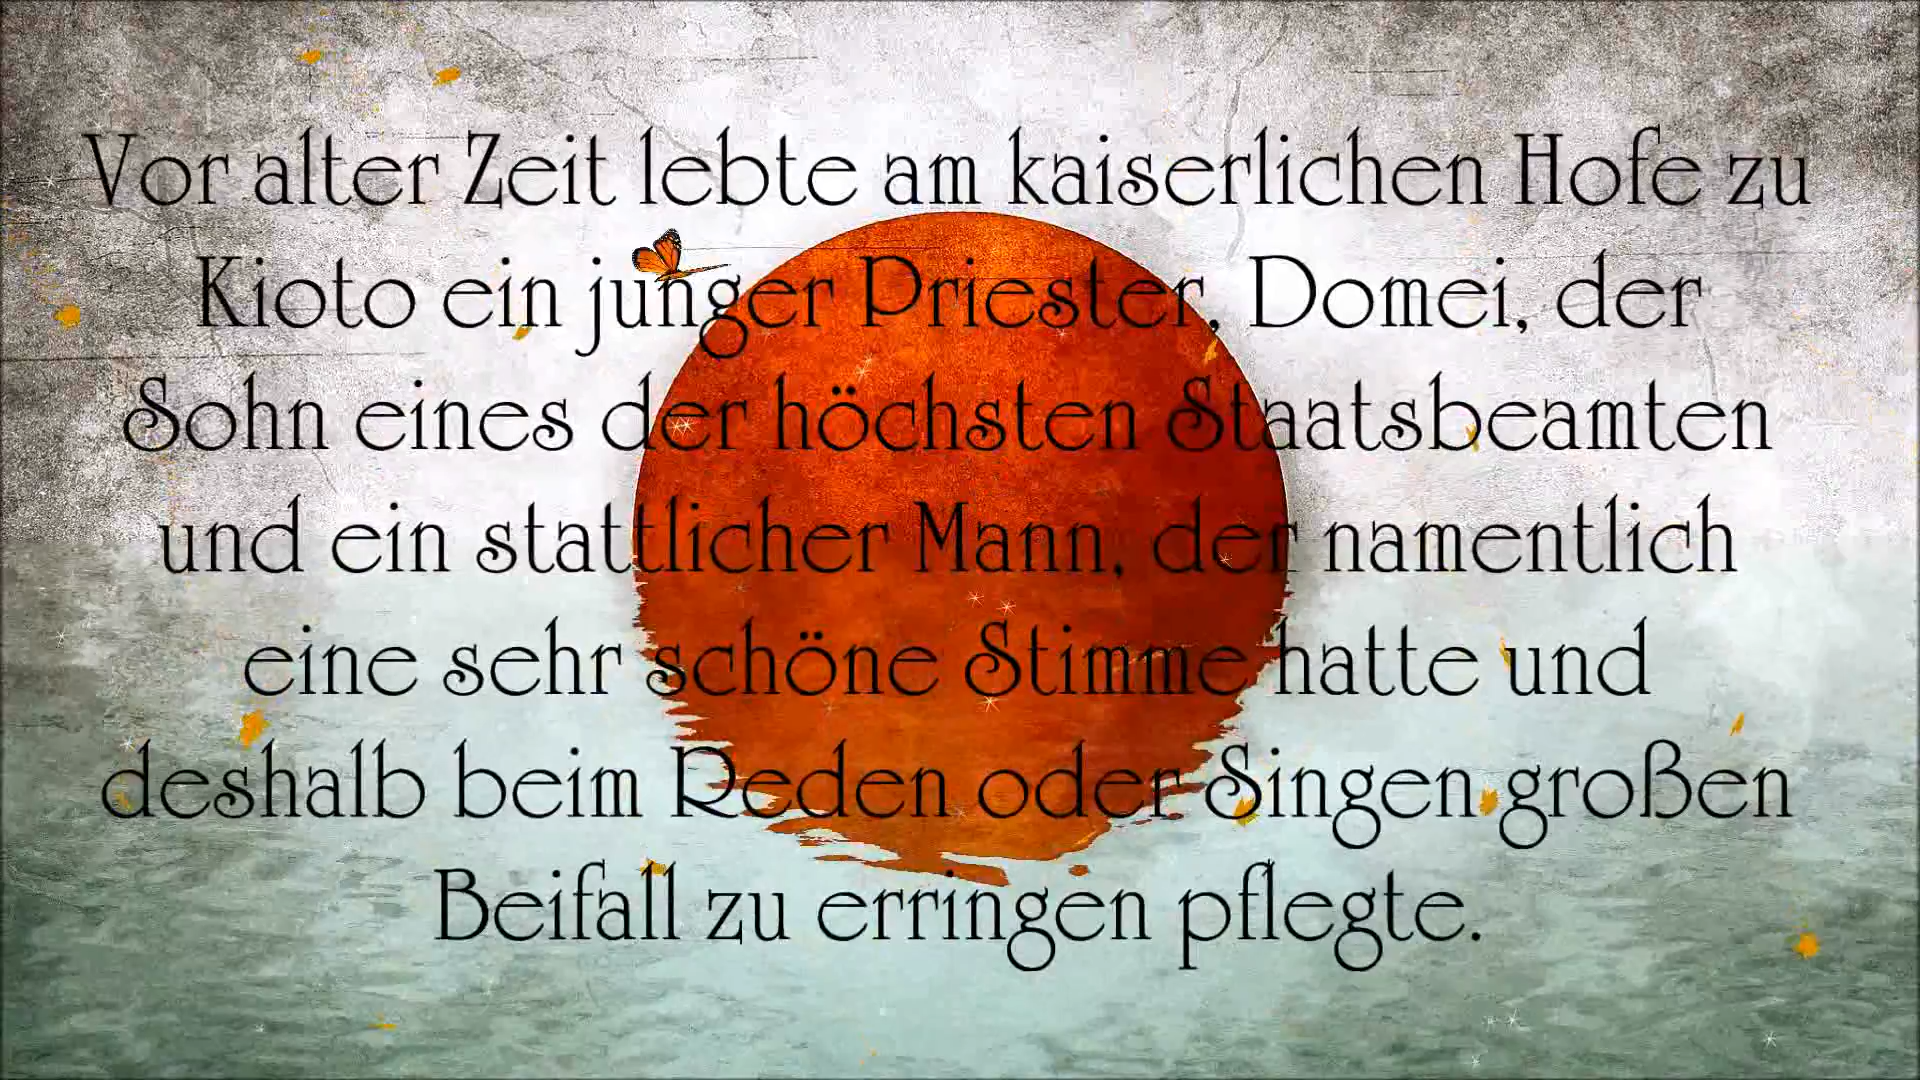 Vor alter Zeit lebte am kaiserlichen Hofe zu
Kioto ein junger Priester, Domei, der
Sohn eines der höchsten Staatsbeamten
und ein stattlicher Mann, der namentlich
eine sehr schöne Stimme hatte und
deshalb beim Reden oder Singen großen
Beifall zu erringen pflegte.